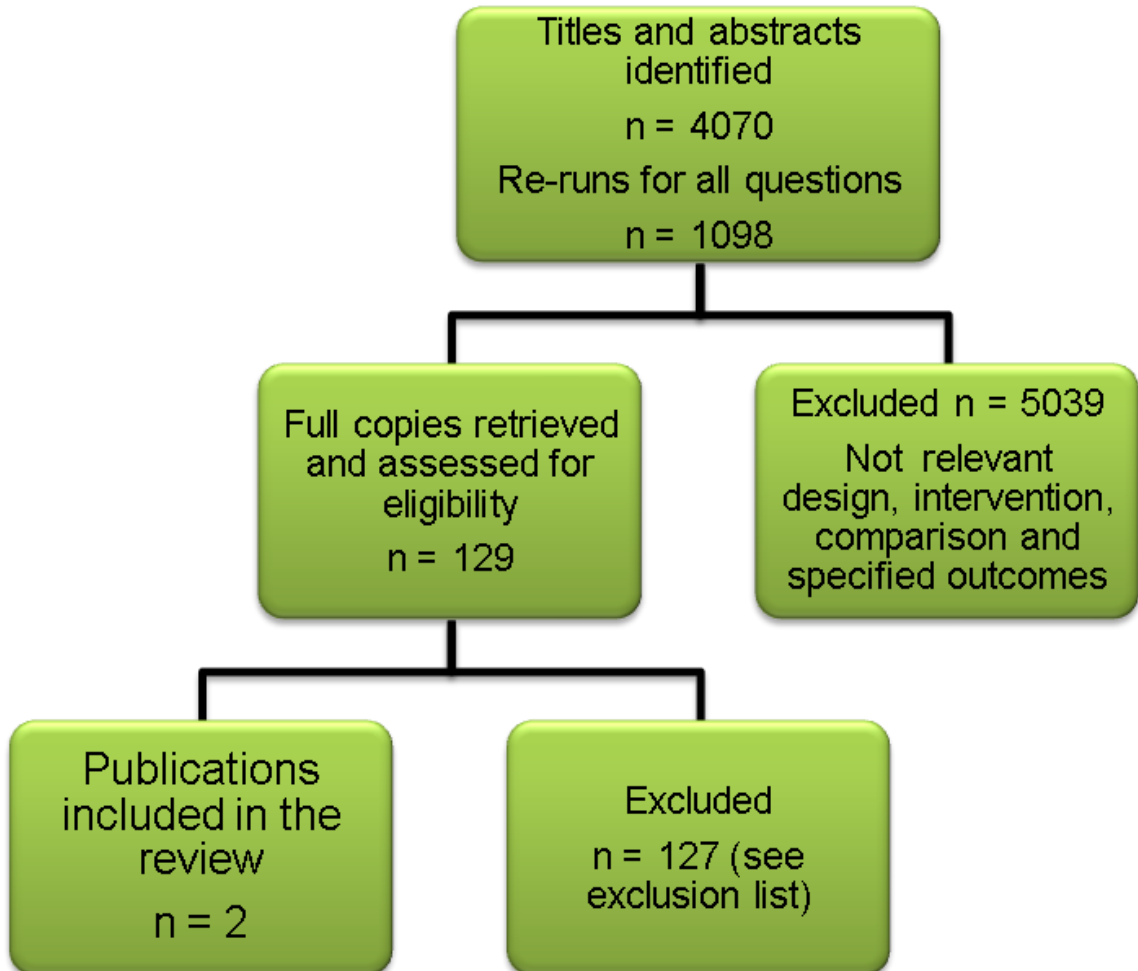 Titles and abstracts
identified
n = 4070
Re-runs for all questions
n = 1098
Full copies retrieved
and assessed for
eligibility
n = 129
Excluded n = 5039
Not relevant
design, intervention,
comparison and
specified outcomes
Publications
included in the
review
n = 2
Excluded
n = 127 (see
exclusion list)